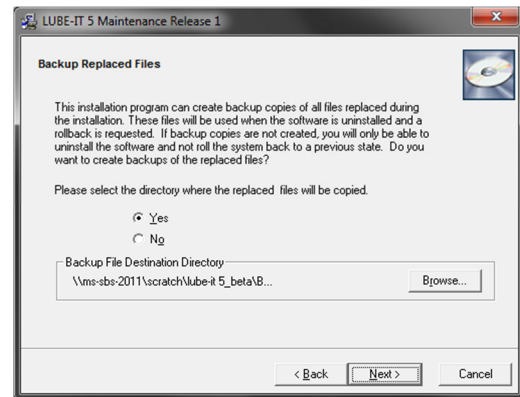 LUBE-IT 5 Maintenance Release 1
Backup Replaced Files
This installation program can create backup copies of all files replaced during
the installation. These files will be used when the software is uninstalled and a
rollback is requested. If backup copies are not created, you will only be able to
uninstall the software and not roll the system back to a previous state. Do you
want to create backups of the replaced files?
Please select the directory where the replaced files will be copied.
Yes
No
Backup File Destination Directory
\\ms-sbs-2011\scratch\lube-it 5_beta\B...
Browse...
< Back
Next >
Cancel